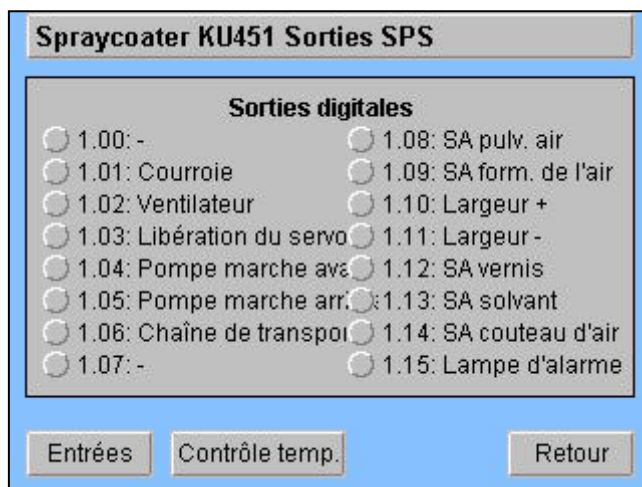 Spraycoater KU451 Sorties SPS
Sorties digitales
1.00: -
1.01: Courroie
1.02: Ventilateur
1.03: Libération du servo
1.04: Pompe marche
1.05: Pompe marche
1.06: Chaîne de
1.07: -
1.08: SA pulv. air
1.09: SA form. de l'air
1.10: Largeur +
1.11: Largeur -
1.12: SA vernis
1.13: SA solvant
1.14: SA couteau d'air
1.15: Lampe d'alarme
Entrées
Contrôle temp.
Retour